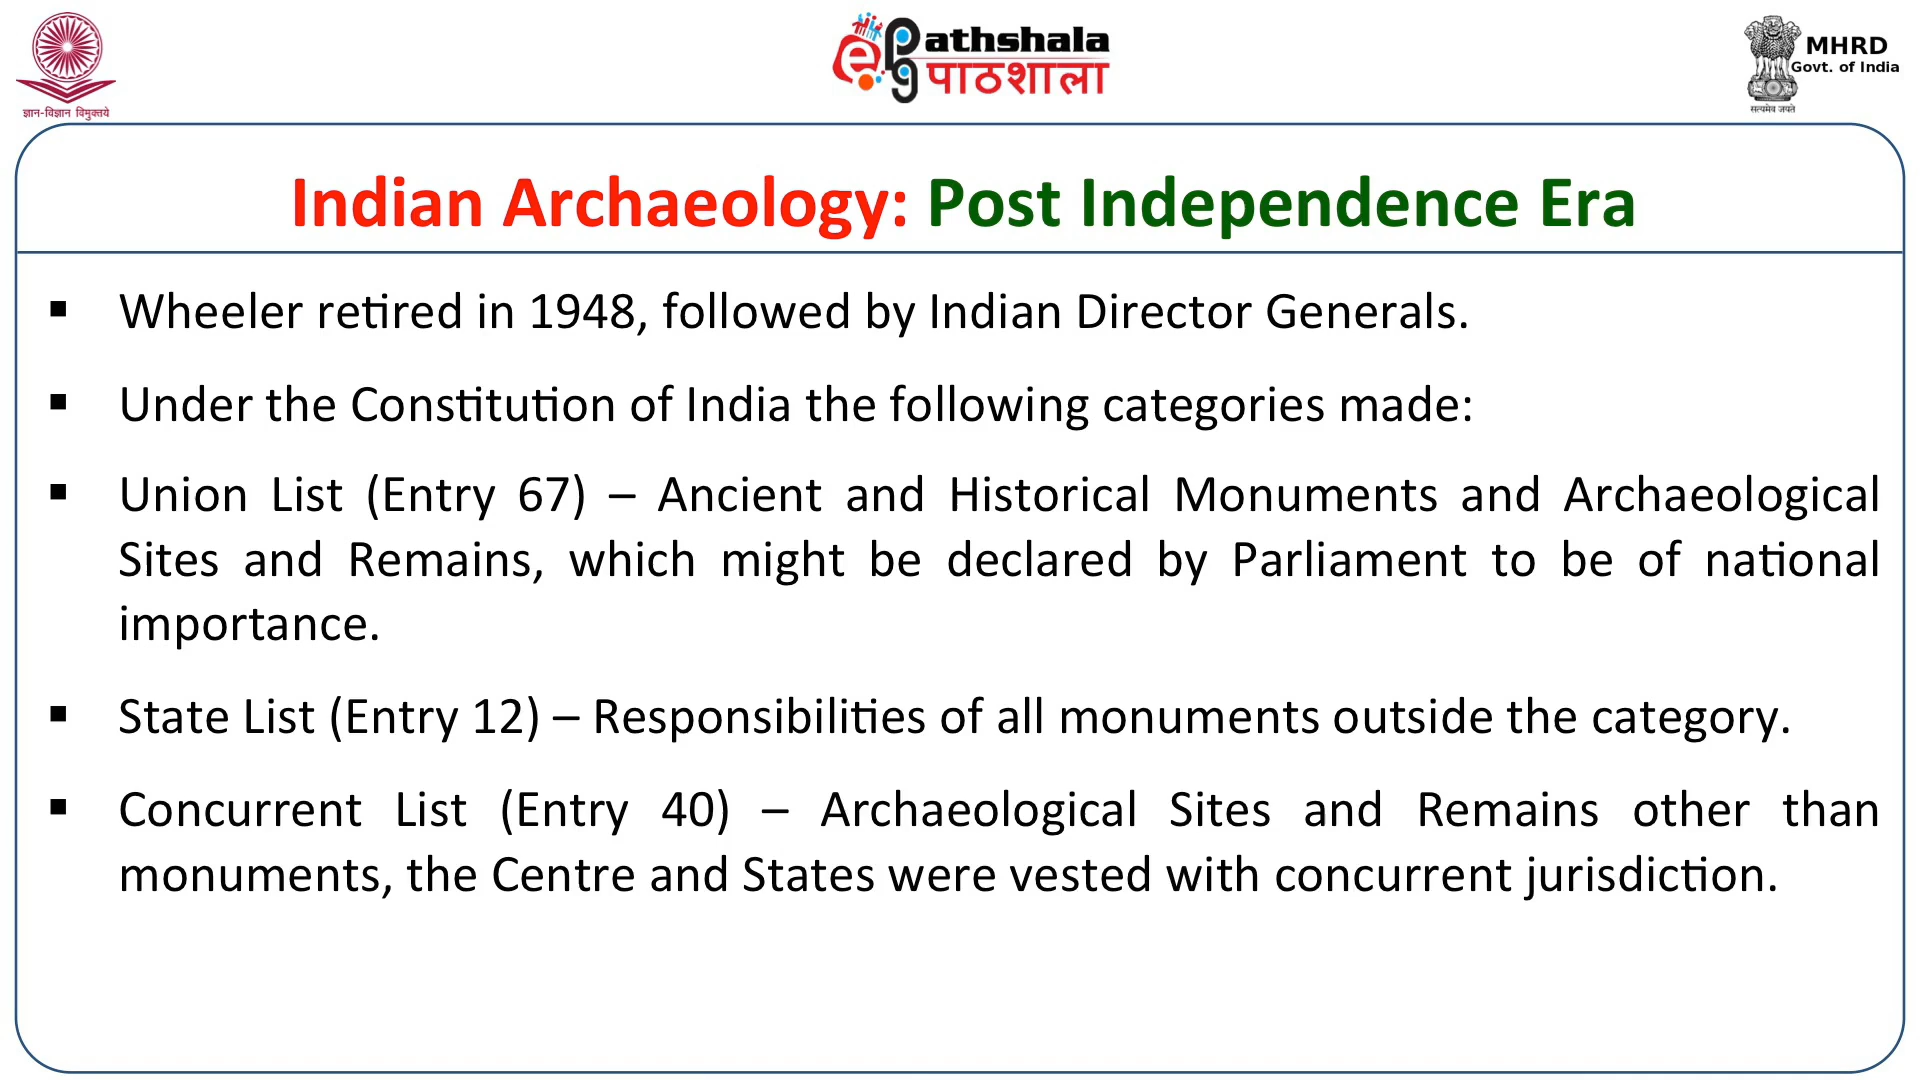 ज्ञान-विज्ञान विमुक्तये
ePathshala
पाठशाला
MHRD
Govt. of India
सत्यमेव जयते
Indian Archaeology: Post Independence Era
▪ Wheeler retired in 1948, followed by Indian Director Generals.
▪ Under the Constitution of India the following categories made:
▪ Union List (Entry 67) – Ancient and Historical Monuments and Archaeological
Sites and Remains, which might be declared by Parliament to be of national
importance.
▪ State List (Entry 12) – Responsibilities of all monuments outside the category.
▪ Concurrent List (Entry 40) – Archaeological Sites and Remains other than
monuments, the Centre and States were vested with concurrent jurisdiction.